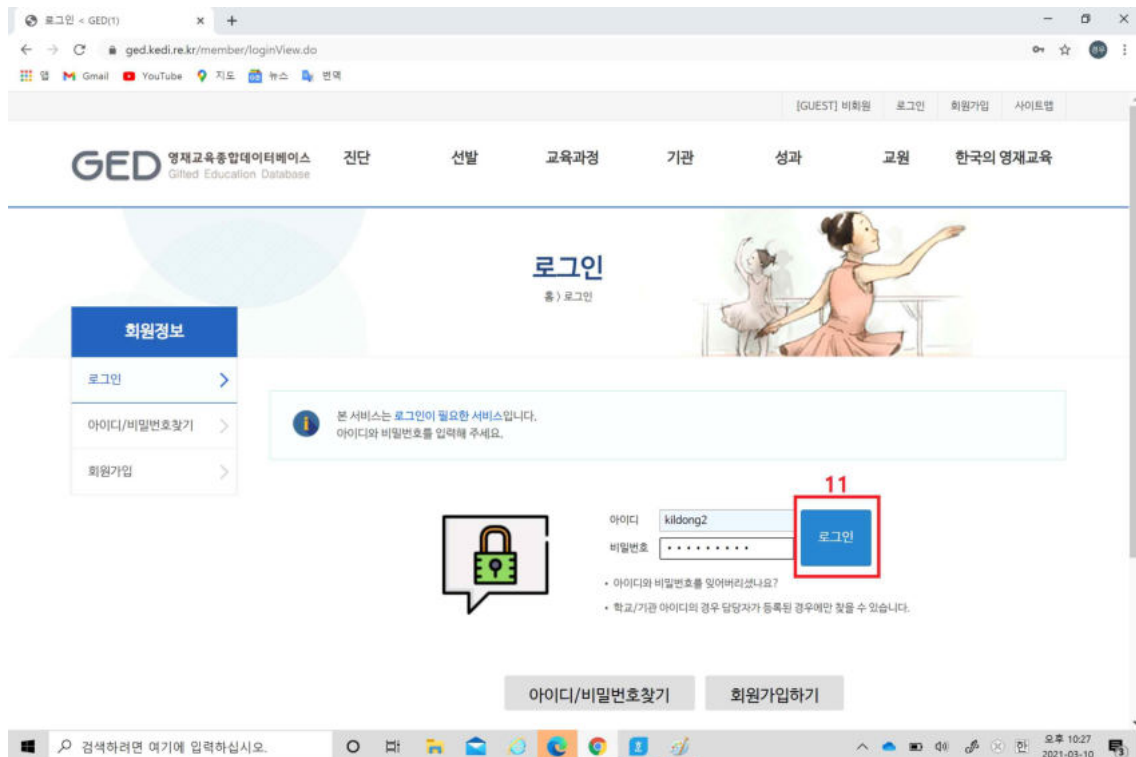 로그인 < GED(1)
ged.kedi.re.kr/member/loginView.do
앱 Gmail YouTube 지도 뉴스 번역
[GUEST] 비회원 로그인 회원가입 사이트맵
GED 영재교육종합데이터베이스 진단 선발 교육과정 기관 성과 교원 한국의 영재교육
Gifted Education Database
로그인
홈 > 로그인
회원정보
로그인
아이디/비밀번호찾기
회원가입
본 서비스는 로그인이 필요한 서비스입니다.
아이디와 비밀번호를 입력해 주세요.
11
아이디 kildong2
비밀번호 •••••••••
로그인
• 아이디와 비밀번호를 잊어버리셨나요?
• 학교/기관 아이디의 경우 담당자가 등록된 경우에만 찾을 수 있습니다.
아이디/비밀번호찾기 회원가입하기
검색하려면 여기에 입력하십시오. 한 오후 10:27
2021-03-10